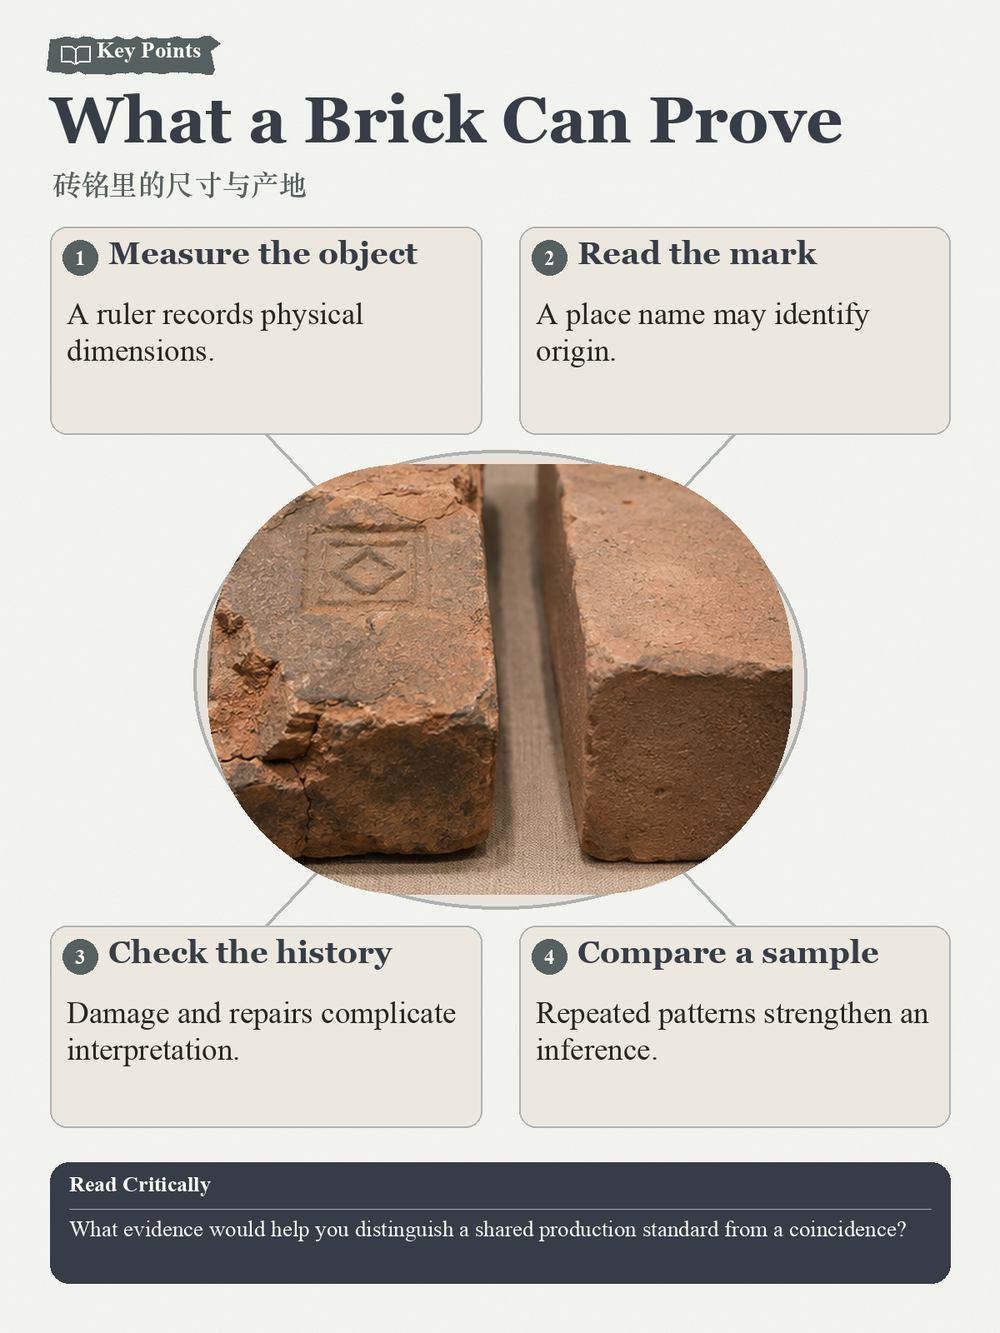 Key Points
What a Brick Can Prove
砖铭里的尺寸与产地
1 Measure the object
A ruler records physical
dimensions.
2 Read the mark
A place name may identify
origin.
3 Check the history
Damage and repairs complicate
interpretation.
4 Compare a sample
Repeated patterns strengthen an
inference.
Read Critically
What evidence would help you distinguish a shared production standard from a coincidence?